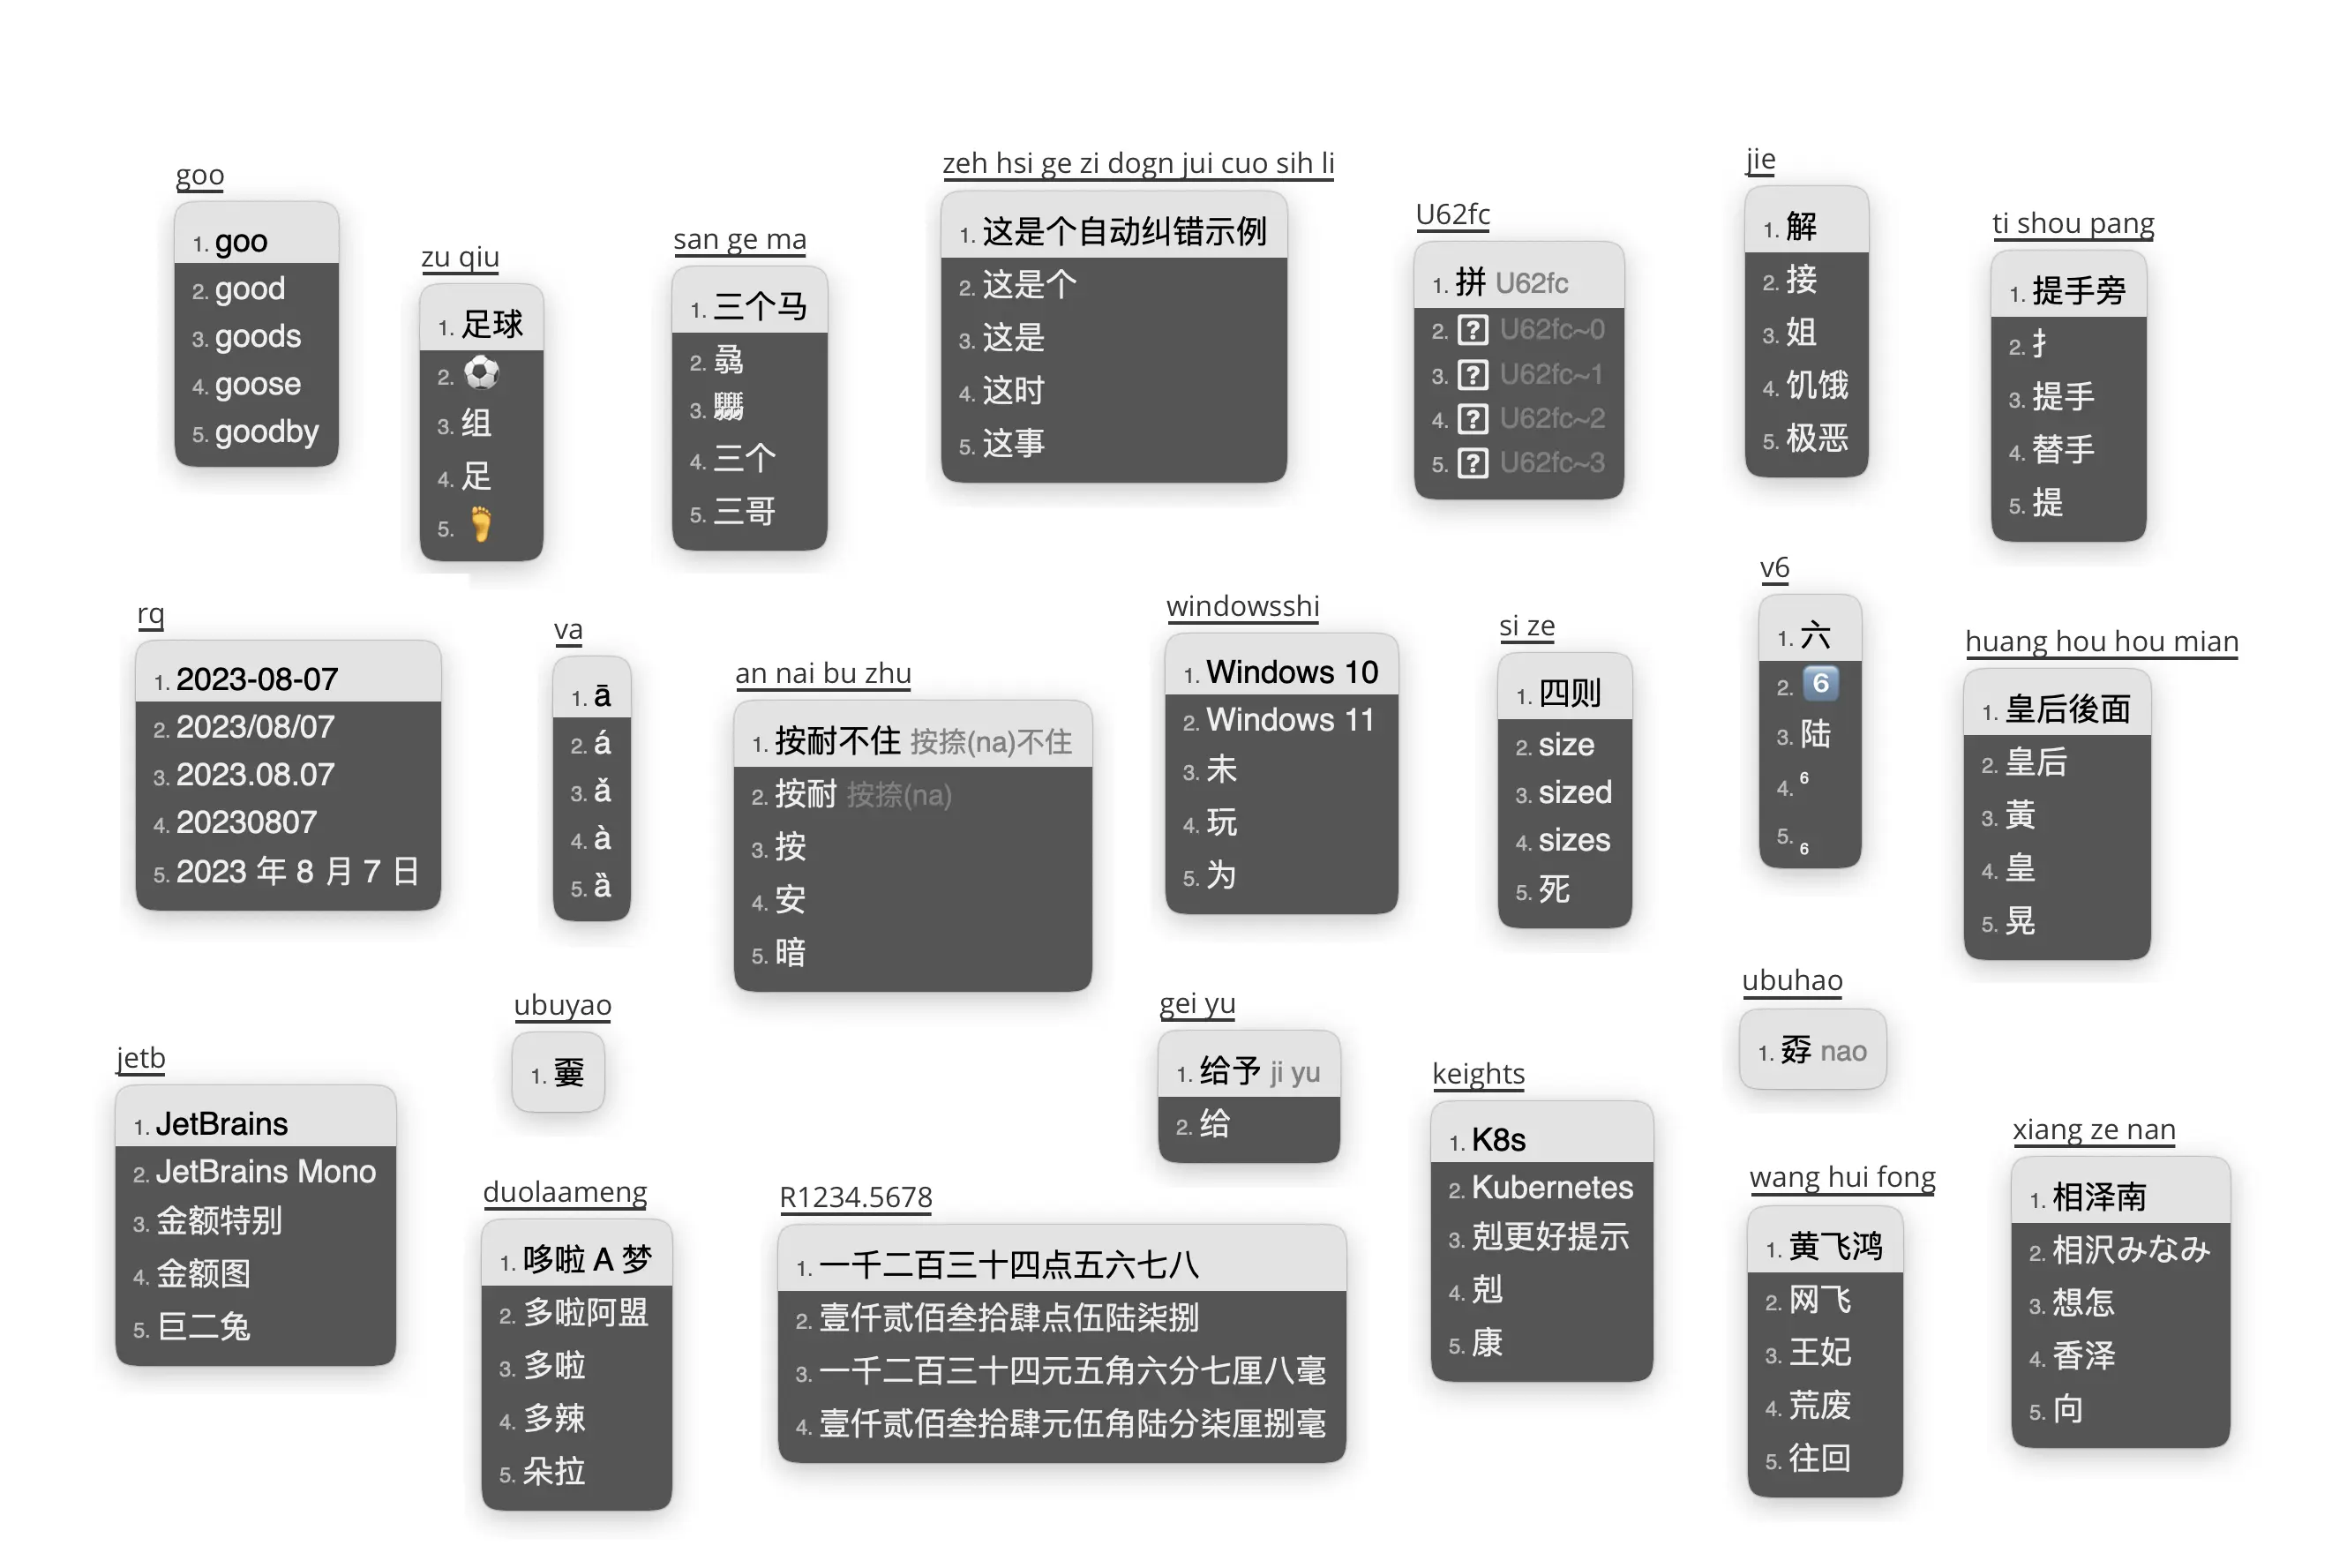 goo
1. goo
2. good
3. goods
4. goose
5. goodby
zu qiu
1. 足球
2. ⚽
3. 组
4. 足
5. 🦶
san ge ma
1. 三个马
2. 骉
3. 驫
4. 三个
5. 三哥
zeh hsi ge zi dogn jui cuo sih li
1. 这是个自动纠错示例
2. 这是个
3. 这是
4. 这时
5. 这事
U62fc
1. 拼 U62fc
2. ? U62fc~0
3. ? U62fc~1
4. ? U62fc~2
5. ? U62fc~3
jie
1. 解
2. 接
3. 姐
4. 饥饿
5. 极恶
ti shou pang
1. 提手旁
2. 扌
3. 提手
4. 替手
5. 提
rq
1. 2023-08-07
2. 2023/08/07
3. 2023.08.07
4. 20230807
5. 2023 年 8 月 7 日
va
1. ā
2. á
3. ǎ
4. à
5. ȁ
an nai bu zhu
1. 按耐不住 按捺(na)不住
2. 按耐 按捺(na)
3. 按
4. 安
5. 暗
windowsshi
1. Windows 10
2. Windows 11
3. 未
4. 玩
5. 为
si ze
1. 四则
2. size
3. sized
4. sizes
5. 死
v6
1. 六
2. 6️⃣
3. 陆
4. ⁶
5. ₆
huang hou hou mian
1. 皇后後面
2. 皇后
3. 黃
4. 皇
5. 晃
jetb
1. JetBrains
2. JetBrains Mono
3. 金额特别
4. 金额图
5. 巨二兔
ubuyao
1. 嫑
duolaameng
1. 哆啦 A 梦
2. 多啦阿盟
3. 多啦
4. 多辣
5. 朵拉
R1234.5678
1. 一千二百三十四点五六七八
2. 壹仟贰佰叁拾肆点伍陆柒捌
3. 一千二百三十四元五角六分七厘八毫
4. 壹仟贰佰叁拾肆元伍角陆分柒厘捌毫
gei yu
1. 给予 ji yu
2. 给
keights
1. K8s
2. Kubernetes
3. 剋更好提示
4. 剋
5. 康
ubuhao
1. 孬 nao
wang hui fong
1. 黄飞鸿
2. 网飞
3. 王妃
4. 荒废
5. 往回
xiang ze nan
1. 相泽南
2. 相沢みなみ
3. 想怎
4. 香泽
5. 向